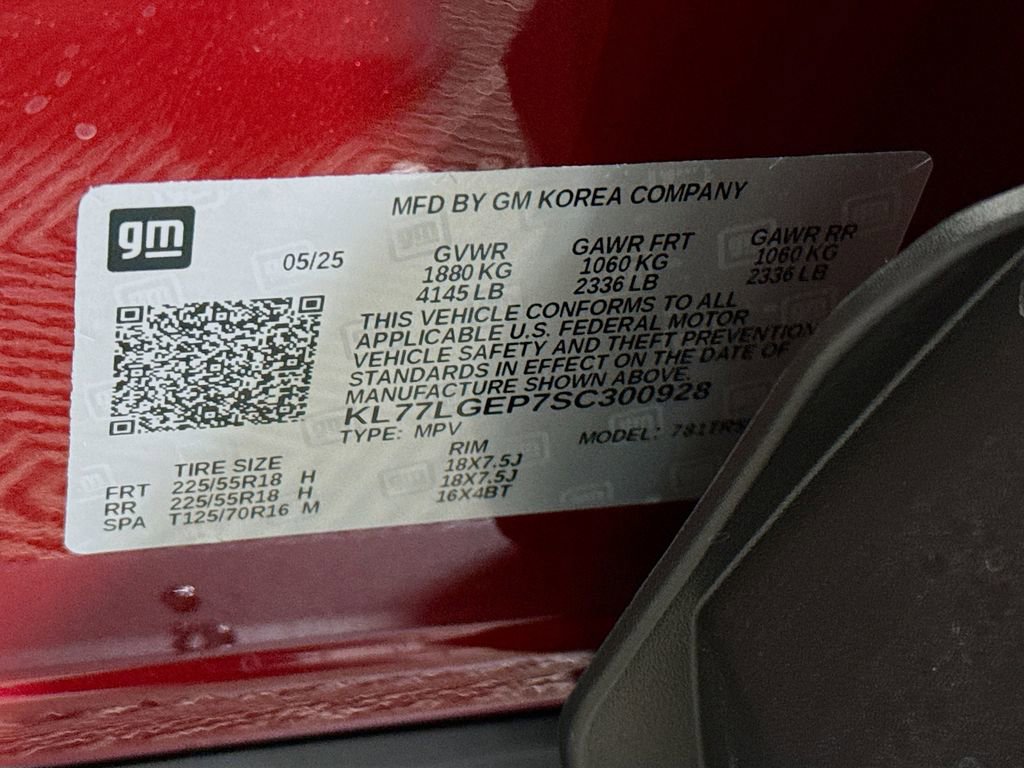 gm
MFD BY GM KOREA COMPANY
05/25
GVWR
1880 KG
4145 LB
GAWR FRT
1060 KG
2336 LB
GAWR RR
1060 KG
2336 LB
THIS VEHICLE CONFORMS TO ALL
APPLICABLE U.S. FEDERAL MOTOR
VEHICLE SAFETY AND THEFT PREVENTION
STANDARDS IN EFFECT ON THE DATE OF
MANUFACTURE SHOWN ABOVE.
KL77LGEP7SC300928
TYPE: MPV
MODEL:
TIRE SIZE
RIM
FRT 225/55R18 H 18X7.5J
RR 225/55R18 H 18X7.5J
SPA T125/70R16 M 16X4BT